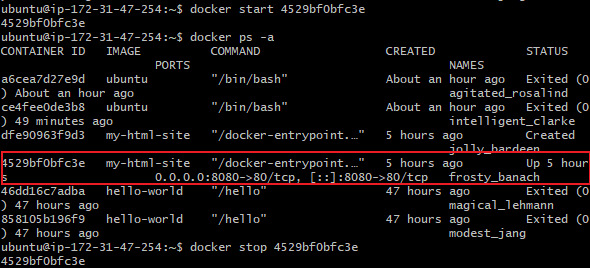 ubuntu@ip-172-31-47-254:~$ docker start 4529bf0bfc3e
4529bf0bfc3e
ubuntu@ip-172-31-47-254:~$ docker ps -a
CONTAINER ID   IMAGE          COMMAND                  CREATED             STATUS
                    PORTS                                     NAMES
a6cea7d27e9d   ubuntu         "/bin/bash"              About an hour ago   Exited (0
) About an hour ago                                           agitated_rosalind
ce4fee0de3b8   ubuntu         "/bin/bash"              About an hour ago   Exited (0
) 49 minutes ago                                              intelligent_clarke
dfe90963f9d3   my-html-site   "/docker-entrypoint.…"   5 hours ago         Created
                                                              jolly_hardeen
4529bf0bfc3e   my-html-site   "/docker-entrypoint.…"   5 hours ago         Up 5 hour
s                   0.0.0.0:8080->80/tcp, [::]:8080->80/tcp   frosty_banach
46dd16c7adba   hello-world    "/hello"                 47 hours ago        Exited (0
) 47 hours ago                                                magical_lehmann
858105b196f9   hello-world    "/hello"                 47 hours ago        Exited (0
) 47 hours ago                                                modest_jang
ubuntu@ip-172-31-47-254:~$ docker stop 4529bf0bfc3e
4529bf0bfc3e